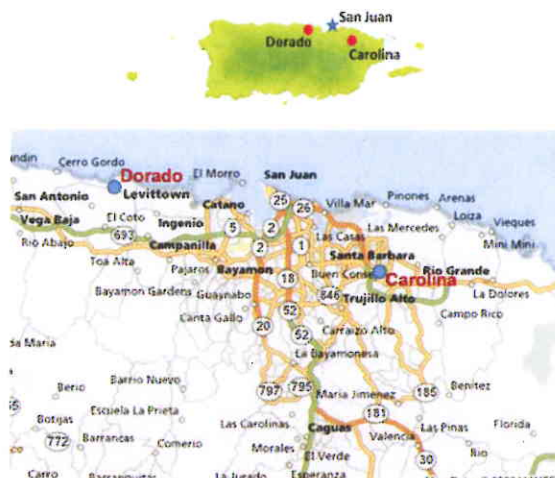 San Juan
Dorado
Carolina
Cerro Gordo
Dorado
El Morro
San Juan
Levittown
San Antonio
Catano
25
26
Villa Mar
Pinones
Arenas
Vega Baja
El Coto
Ingenio
5
2
Las Casas
Las Mercedes
Loiza
Vieques
693
Rio Abajo
Campanilla
2
1
Santa Barbara
Mini Mini
Toa Alta
Pajaros
Bayamon
18
Buen Conse
Carolina
Rio Grande
Bayamon Gardens
Guaynabo
846
Trujillo Alto
La Dolores
Canta Gallo
52
Campo Rico
20
52
Carraizo Alto
La Bayamonesa
Barrio Nuevo
797
795
Maria Jimenez
185
Benitez
Botijas
Escuela La Prieta
Las Carolinas
181
Las Pinas
Florida
772
Barrancas
Comerio
Caguas
Valencia
Rio
Morales
El Verde
30
Carro
Barranquitas
La Jurado
Esperanza